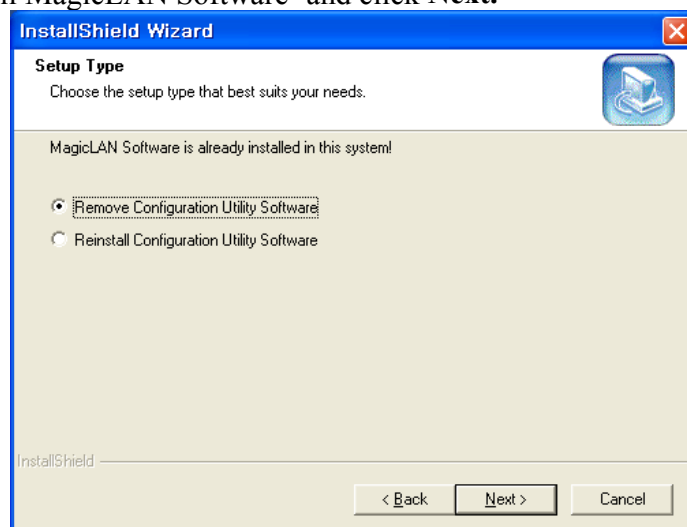 MagicLAN Software and click Next.
InstallShield Wizard
Setup Type
Choose the setup type that best suits your needs.
MagicLAN Software is already installed in this system!
Remove Configuration Utility Software
Reinstall Configuration Utility Software
InstallShield
< Back
Next >
Cancel